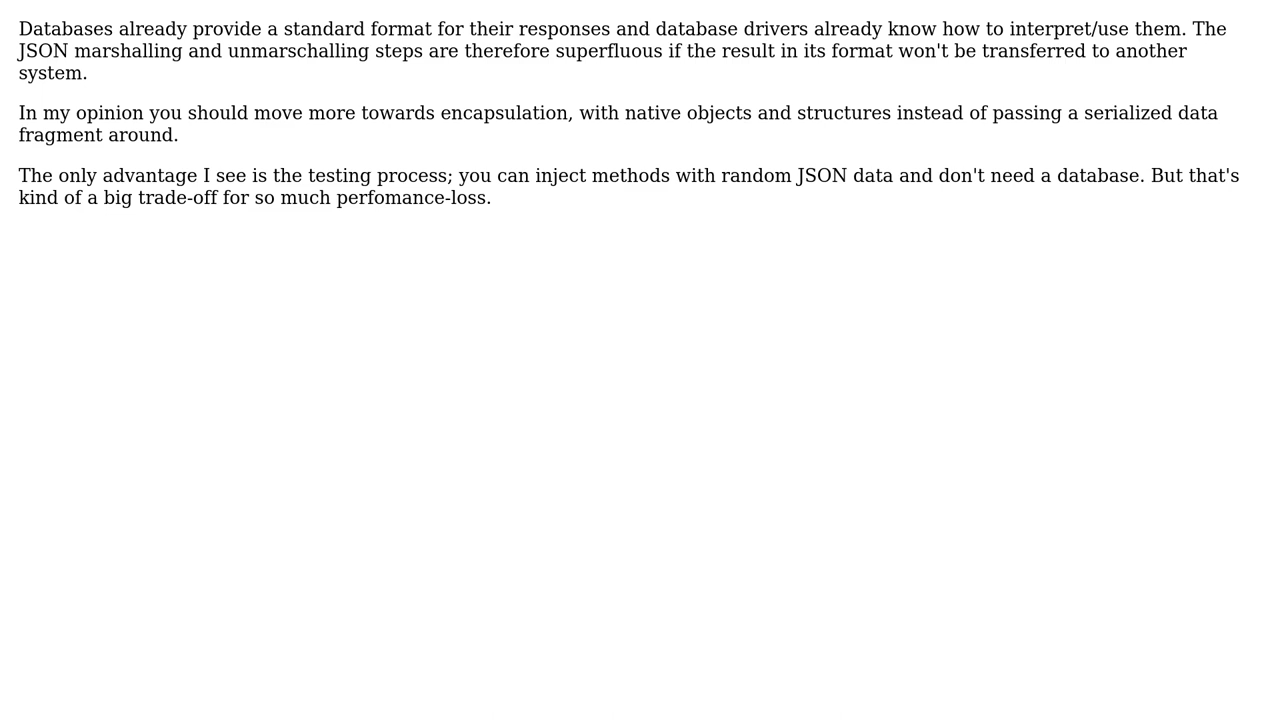 Databases already provide a standard format for their responses and database drivers already know how to interpret/use them. The
JSON marshalling and unmarschalling steps are therefore superfluous if the result in its format won't be transferred to another
system.
In my opinion you should move more towards encapsulation, with native objects and structures instead of passing a serialized data
fragment around.
The only advantage I see is the testing process; you can inject methods with random JSON data and don't need a database. But that's
kind of a big trade-off for so much perfomance-loss.